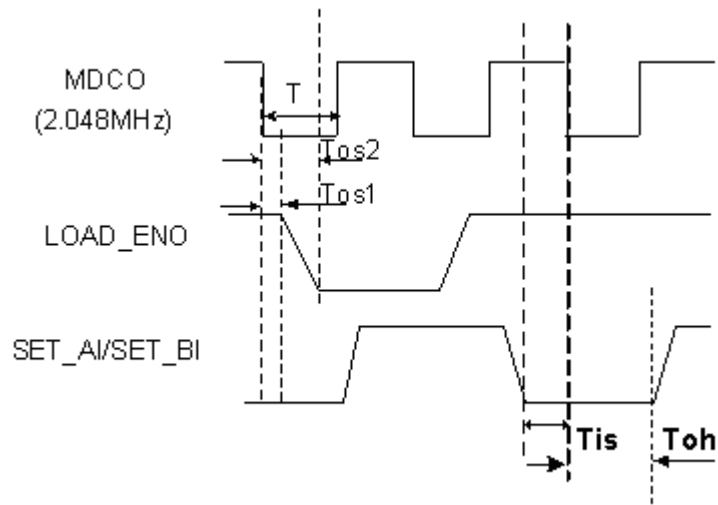 MDCO
(2.048MHz)
T
Tos2
Tos1
LOAD_ENO
SET_AI/SET_BI
Tis
Toh